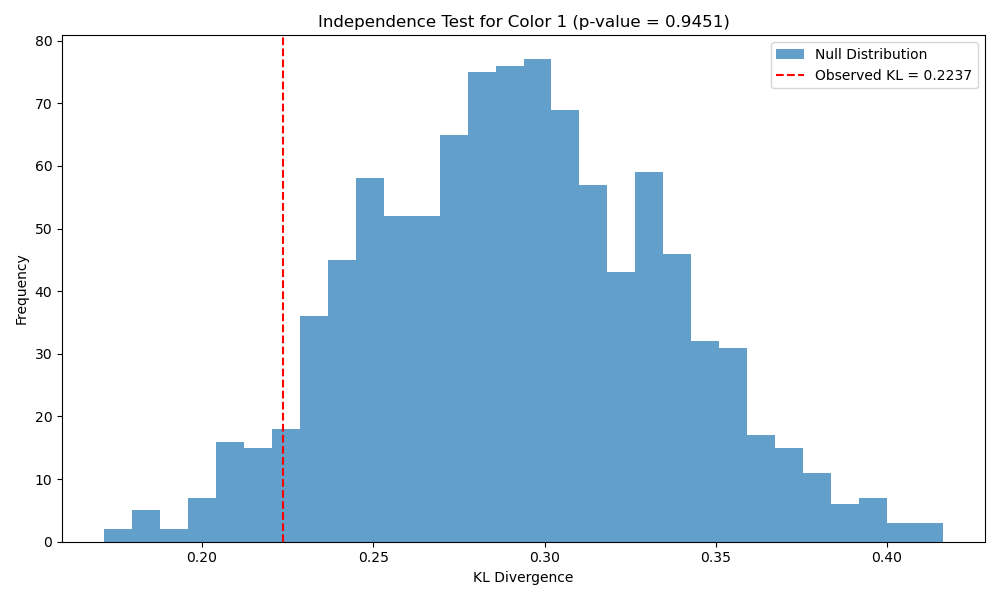 Independence Test for Color 1 (p-value = 0.9451)
Null Distribution
Observed KL = 0.2237
80
70
60
50
40
30
20
10
0
Frequency
0.20 0.25 0.30 0.35 0.40
KL Divergence